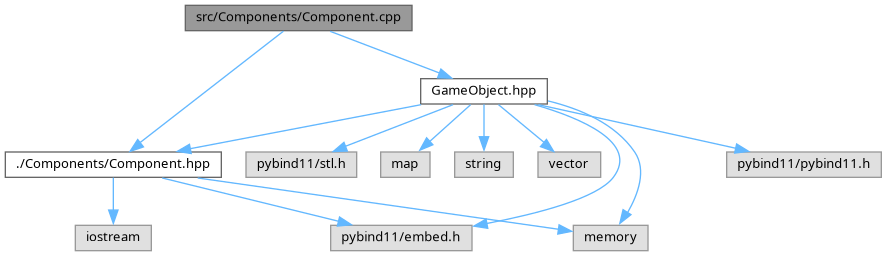 src/Components/Component.cpp
GameObject.hpp
./Components/Component.hpp
pybind11/stl.h
map
string
vector
pybind11/pybind11.h
iostream
pybind11/embed.h
memory